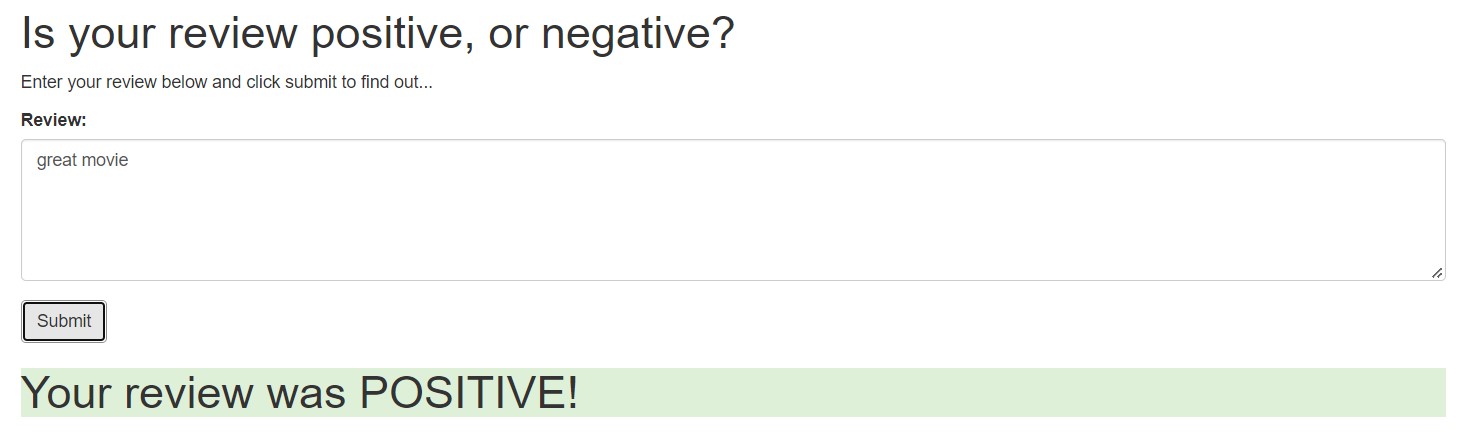 Is your review positive, or negative?
Enter your review below and click submit to find out...
Review:
great movie
Submit
Your review was POSITIVE!